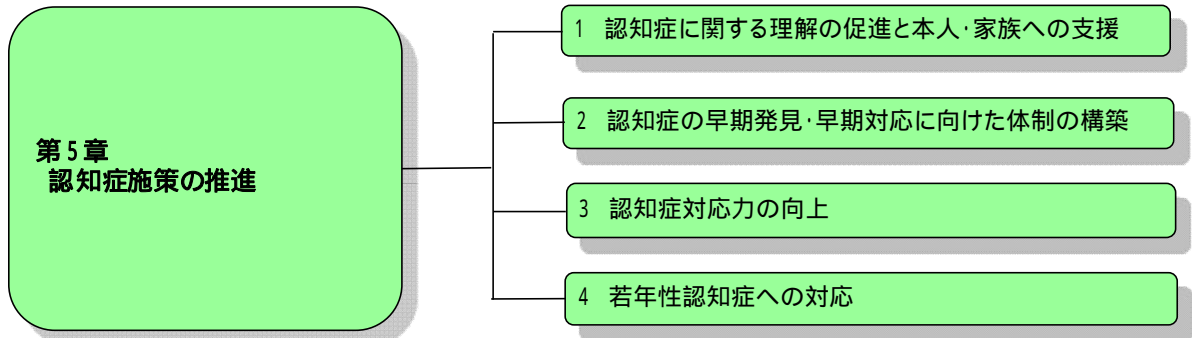 第5章
認知症施策の推進
1 認知症に関する理解の促進と本人・家族への支援
2 認知症の早期発見・早期対応に向けた体制の構築
3 認知症対応力の向上
4 若年性認知症への対応